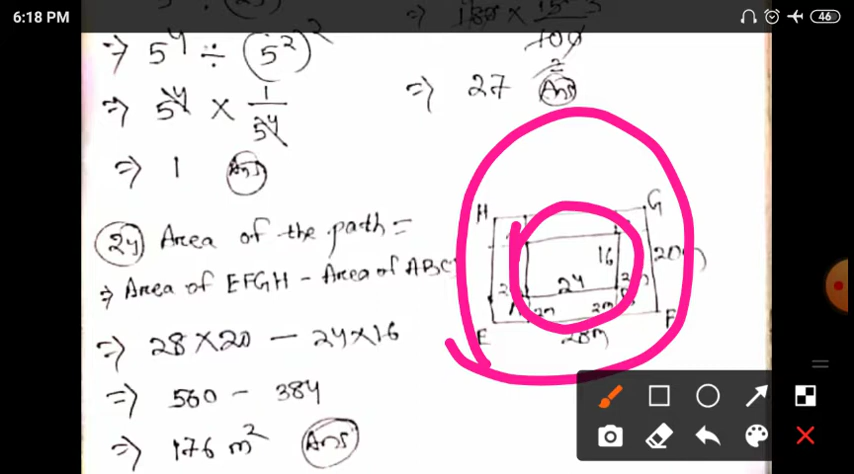 6:18 PM
46
⇒ 5⁴ ÷ (5²)²
⇒ 5⁴ × 1/5⁴
⇒ 1 Ans
⇒ 27 Ans
24 Area of the path =
⇒ Area of EFGH - Area of ABC
⇒ 28×20 - 24×16
⇒ 560 - 384
⇒ 176 m² Ans
H
G
16
20m
24
2m
2m
E
F
28m